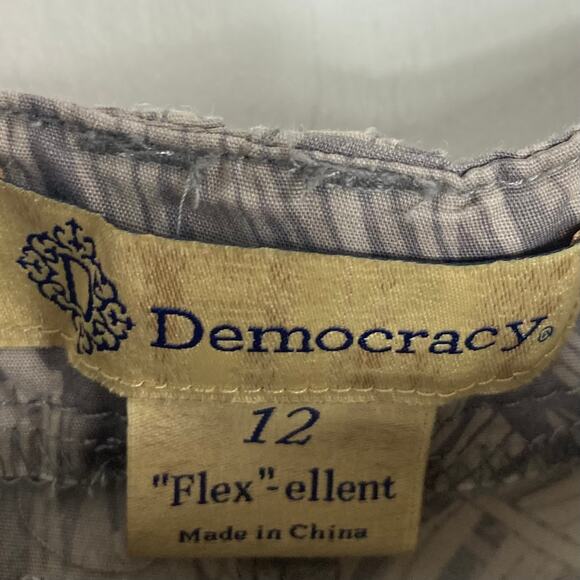 D
Democracy®
12
"Flex"-ellent
Made in China